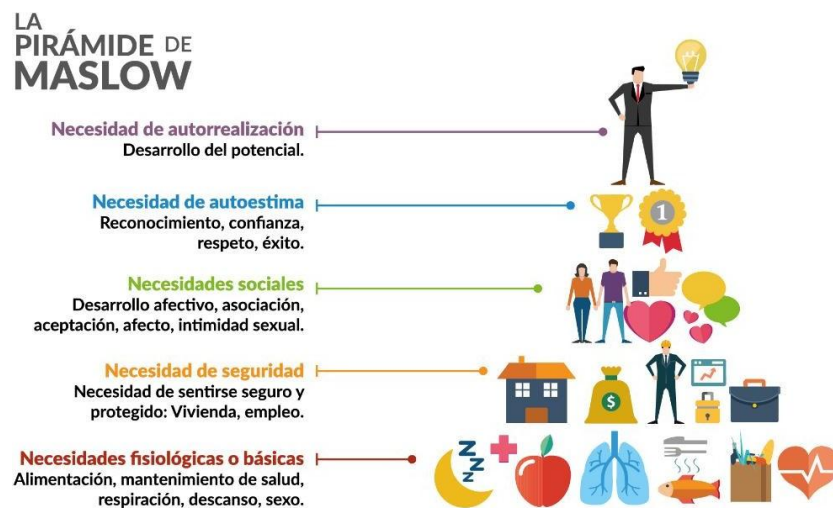 LA
PIRÁMIDE DE
MASLOW
Necesidad de autorrealización
Desarrollo del potencial.
Necesidad de autoestima
Reconocimiento, confianza,
respeto, éxito.
1
Necesidades sociales
Desarrollo afectivo, asociación,
aceptación, afecto, intimidad sexual.
Necesidad de seguridad
Necesidad de sentirse seguro y
protegido: Vivienda, empleo.
$
Necesidades fisiológicas o básicas
Alimentación, mantenimiento de salud,
respiración, descanso, sexo.
Z
Z
Z
N